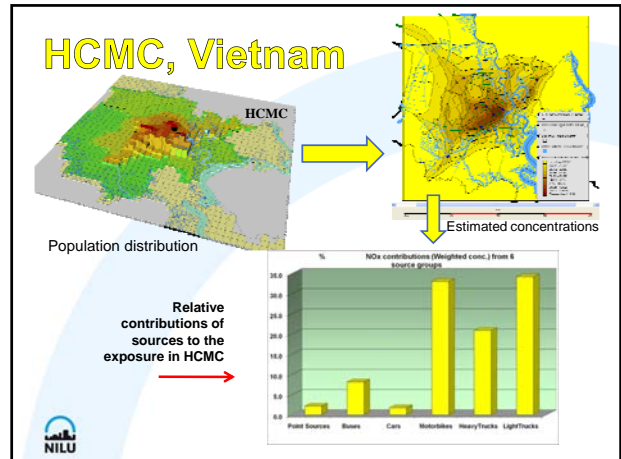 HCMC, Vietnam
HCMC
Population distribution
Estimated concentrations
% NOx contributions (Weighted conc.) from 6
source groups
35.0
30.0
25.0
20.0
15.0
10.0
5.0
0.0
Point Sources Buses Cars Motorbikes HeavyTrucks LightTrucks
Relative
contributions of
sources to the
exposure in HCMC
NILU